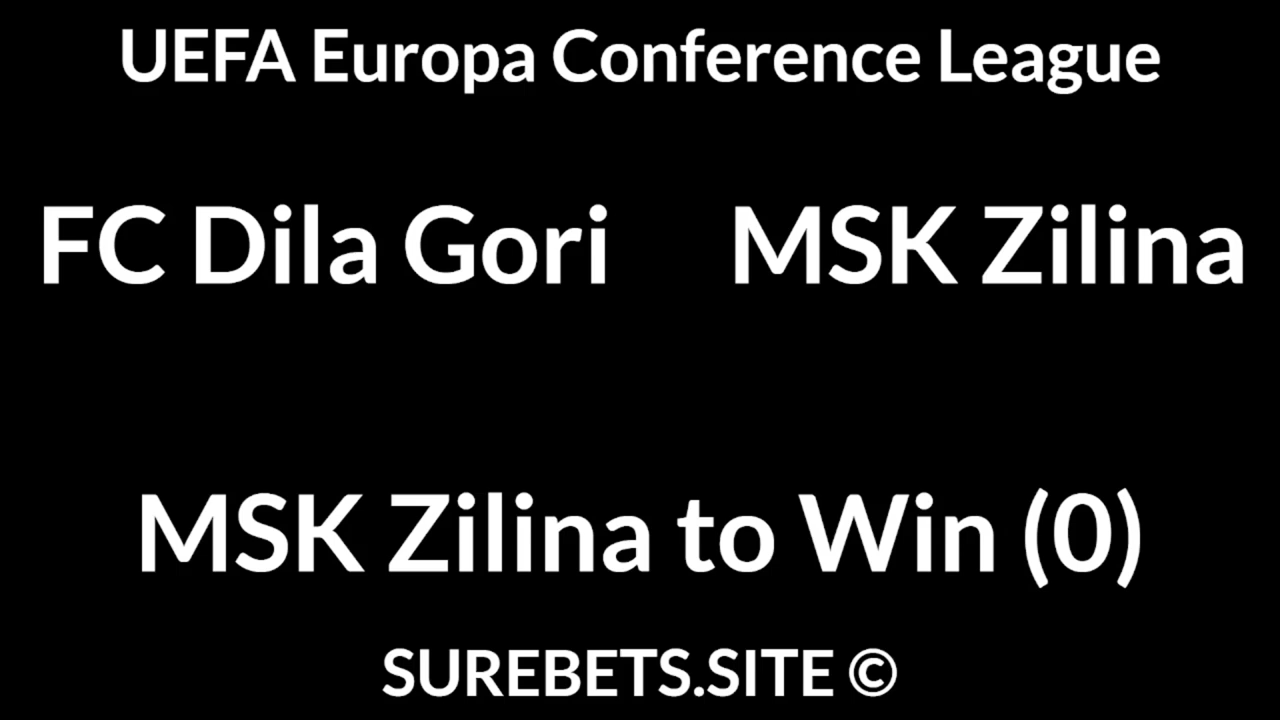 UEFA Europa Conference League
FC Dila Gori MSK Zilina
MSK Zilina to Win (0)
SUREBETS.SITE ©